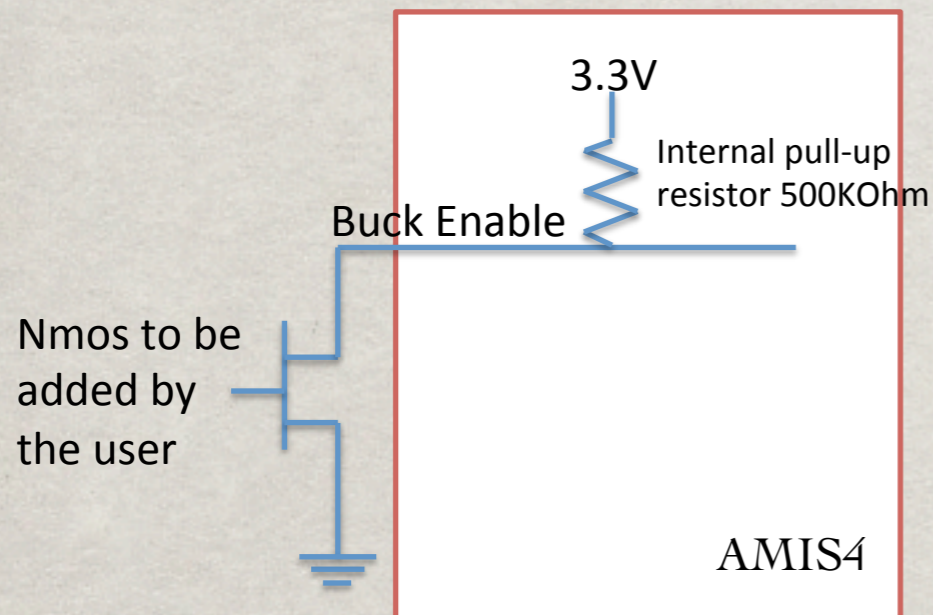 3.3V
Internal pull-up
resistor 500KOhm
Buck Enable
Nmos to be
added by
the user
AMIS4